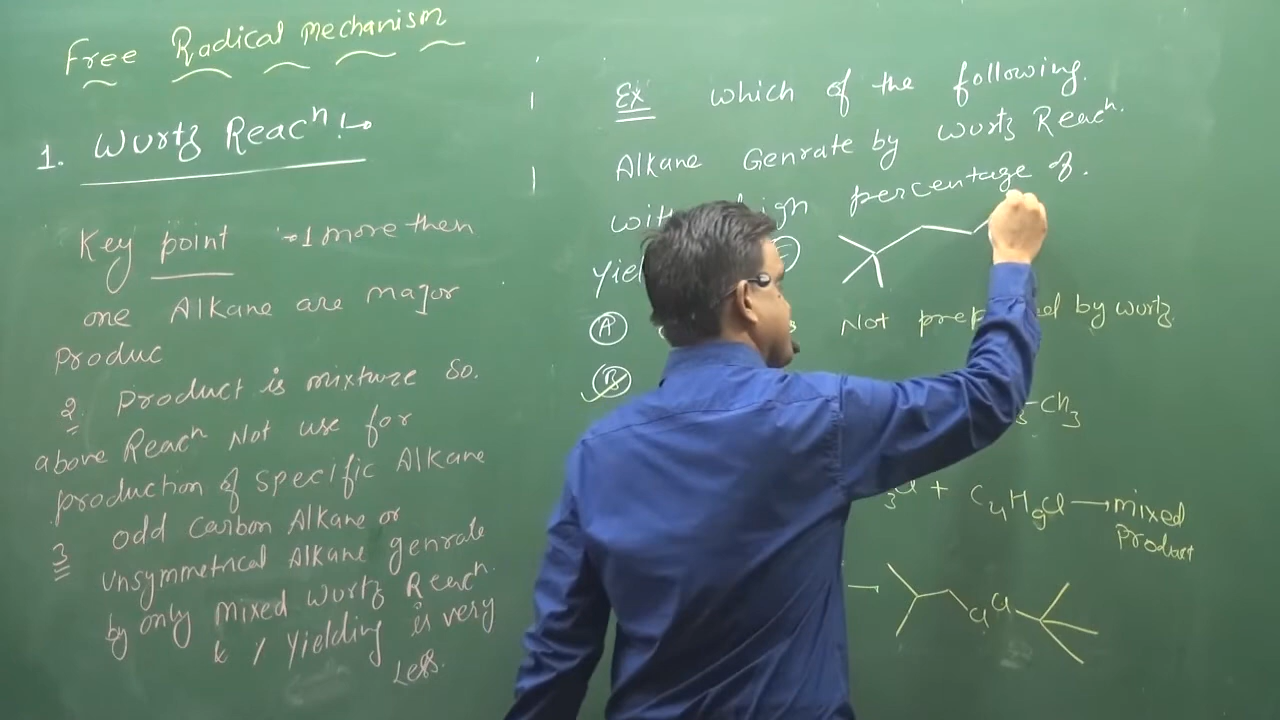 Free Radical mechanism
1. Wurtz Reacⁿ :↦
Key point →1 more then
one Alkane are major
Produc
2. Product is mixture so.
above Reacⁿ Not use for
production of specific Alkane
3 odd carbon Alkane or
Unsymmetrical Alkane genrate
by only mixed wurtz Reacⁿ.
& % Yielding is very
Less.
Ex which of the following.
Alkane Genrate by wurtz Reacⁿ.
percentage of.
A
Not by wurtz.
B
CH₃
+ C₄H₉Cl → mixed
Product
→ Cl Cl